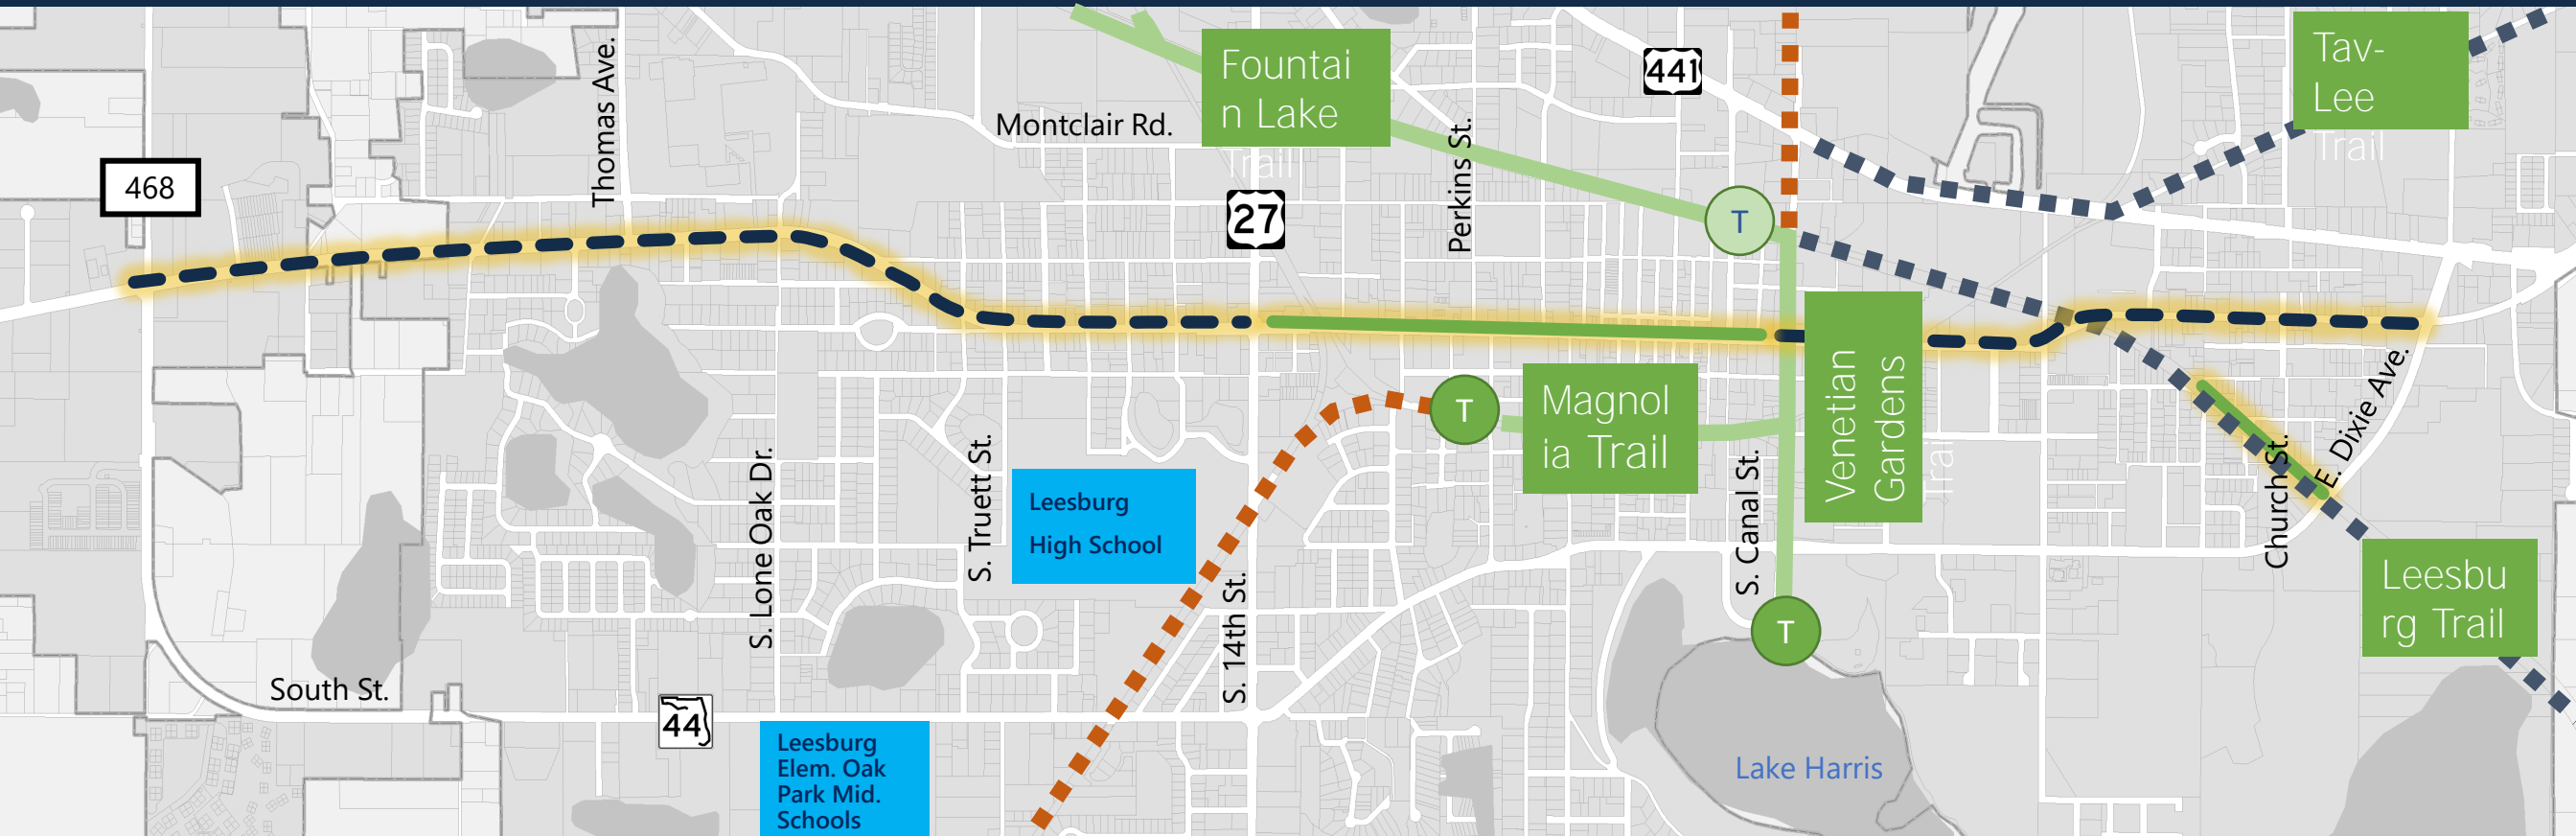 Fountai
n Lake
Trail
Tav-
Lee
Trail
441
Montclair Rd.
Thomas Ave.
Perkins St.
468
27
T
Venetian
Gardens
Trail
T
Magnol
ia Trail
S. Truett St.
S. Lone Oak Dr.
Leesburg
High School
S. 14th St.
S. Canal St.
Church St.
E. Dixie Ave.
Leesbu
rg Trail
T
South St.
44
Leesburg
Elem. Oak
Park Mid.
Schools
Lake Harris